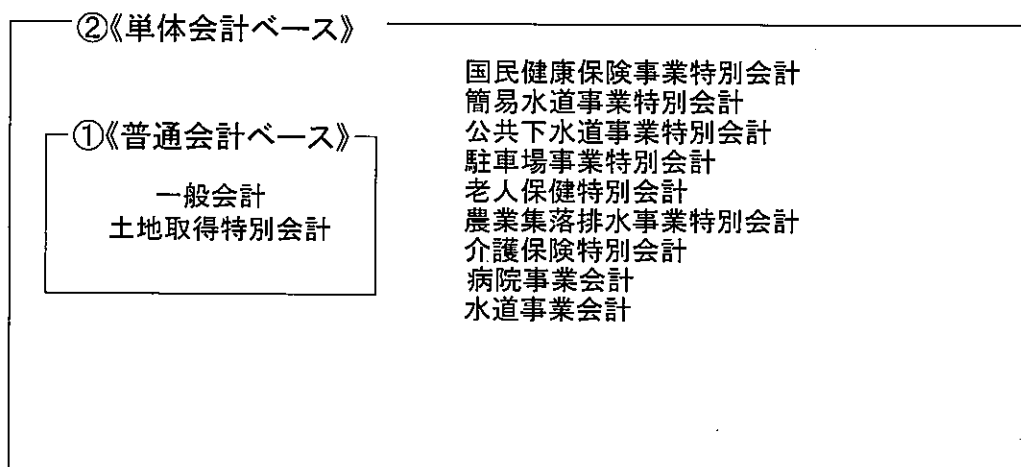 ②《単体会計ベース》
国民健康保険事業特別会計
簡易水道事業特別会計
公共下水道事業特別会計
駐車場事業特別会計
老人保健特別会計
農業集落排水事業特別会計
介護保険特別会計
病院事業会計
水道事業会計
①《普通会計ベース》
一般会計
土地取得特別会計